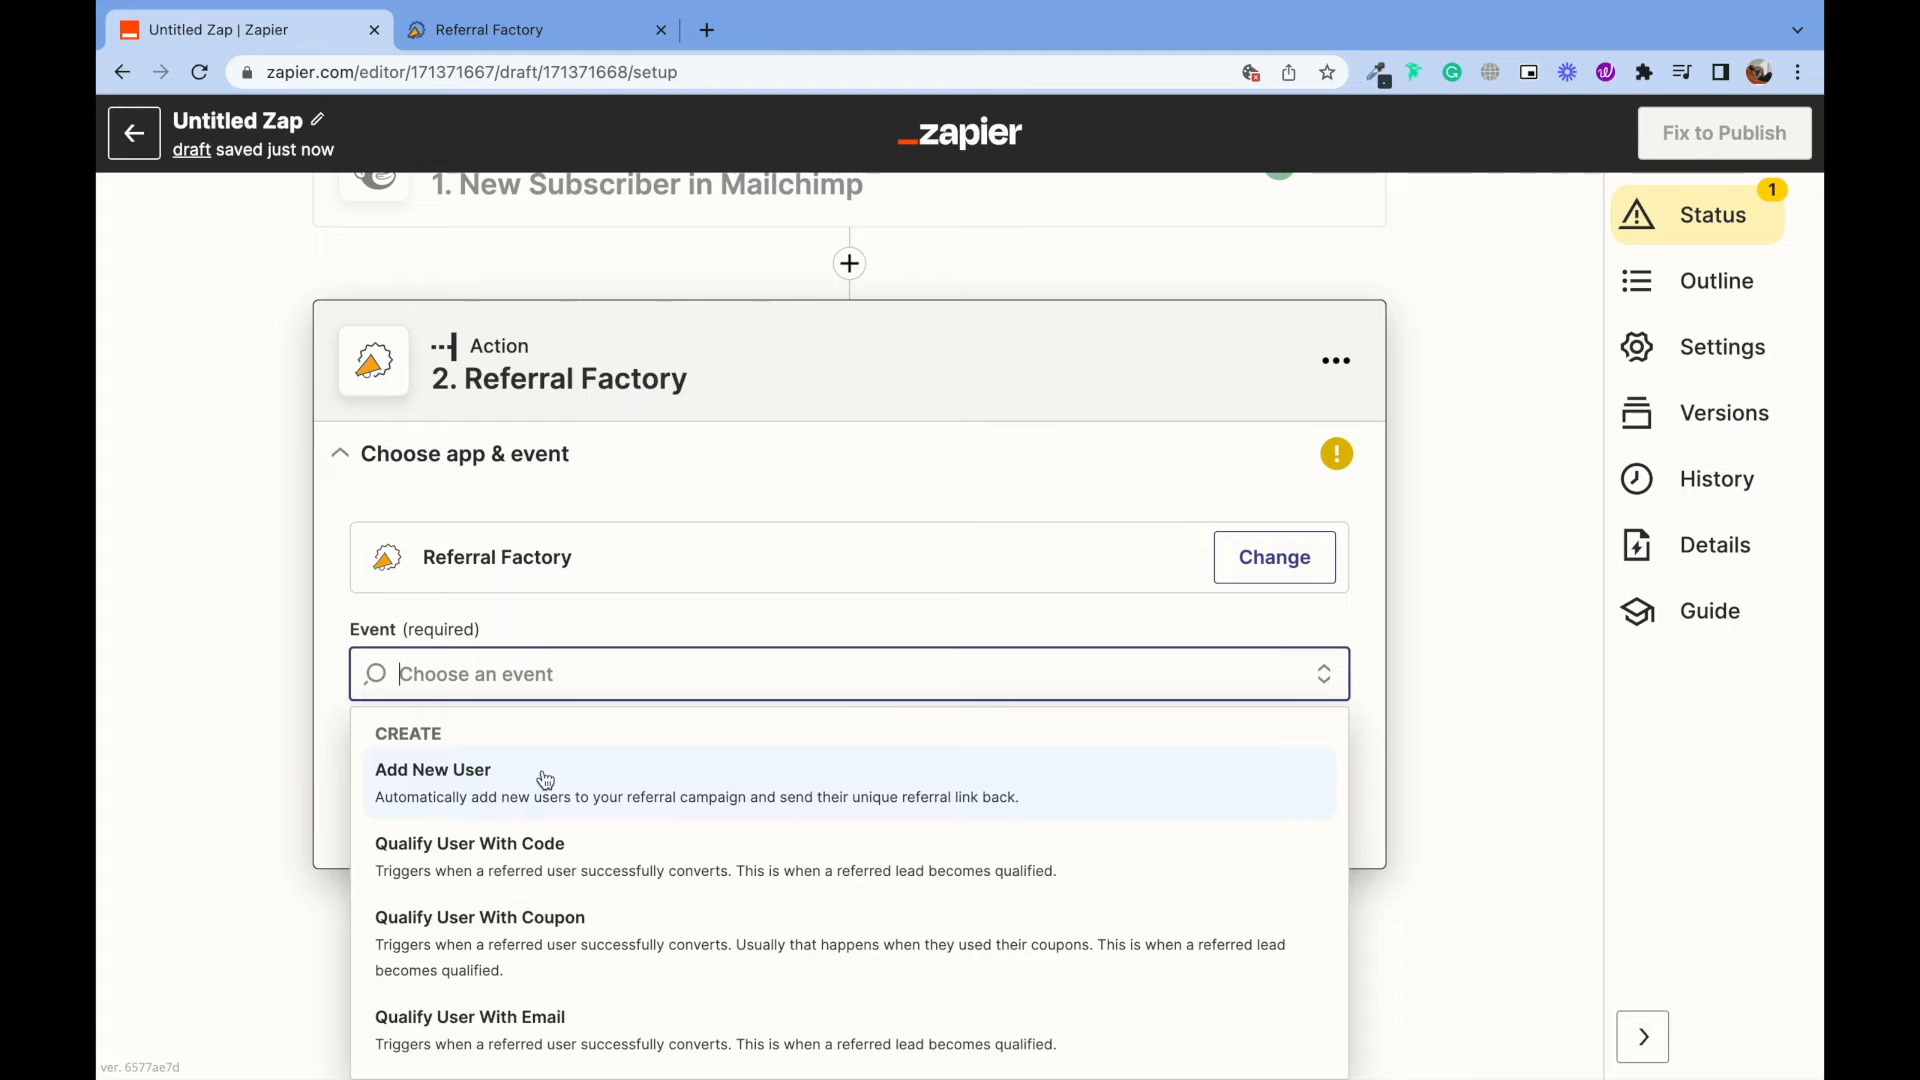 Untitled Zap | Zapier
Referral Factory
zapier.com/editor/171371667/draft/171371668/setup
Untitled Zap
draft saved just now
_zapier
Fix to Publish
1. New Subscriber in Mailchimp
1
Status
Outline
Settings
Versions
History
Details
Guide
Action
2. Referral Factory
Choose app & event
Referral Factory
Change
Event (required)
Choose an event
CREATE
Add New User
Automatically add new users to your referral campaign and send their unique referral link back.
Qualify User With Code
Triggers when a referred user successfully converts. This is when a referred lead becomes qualified.
Qualify User With Coupon
Triggers when a referred user successfully converts. Usually that happens when they used their coupons. This is when a referred lead
becomes qualified.
Qualify User With Email
Triggers when a referred user successfully converts. This is when a referred lead becomes qualified.
ver. 6577ae7d